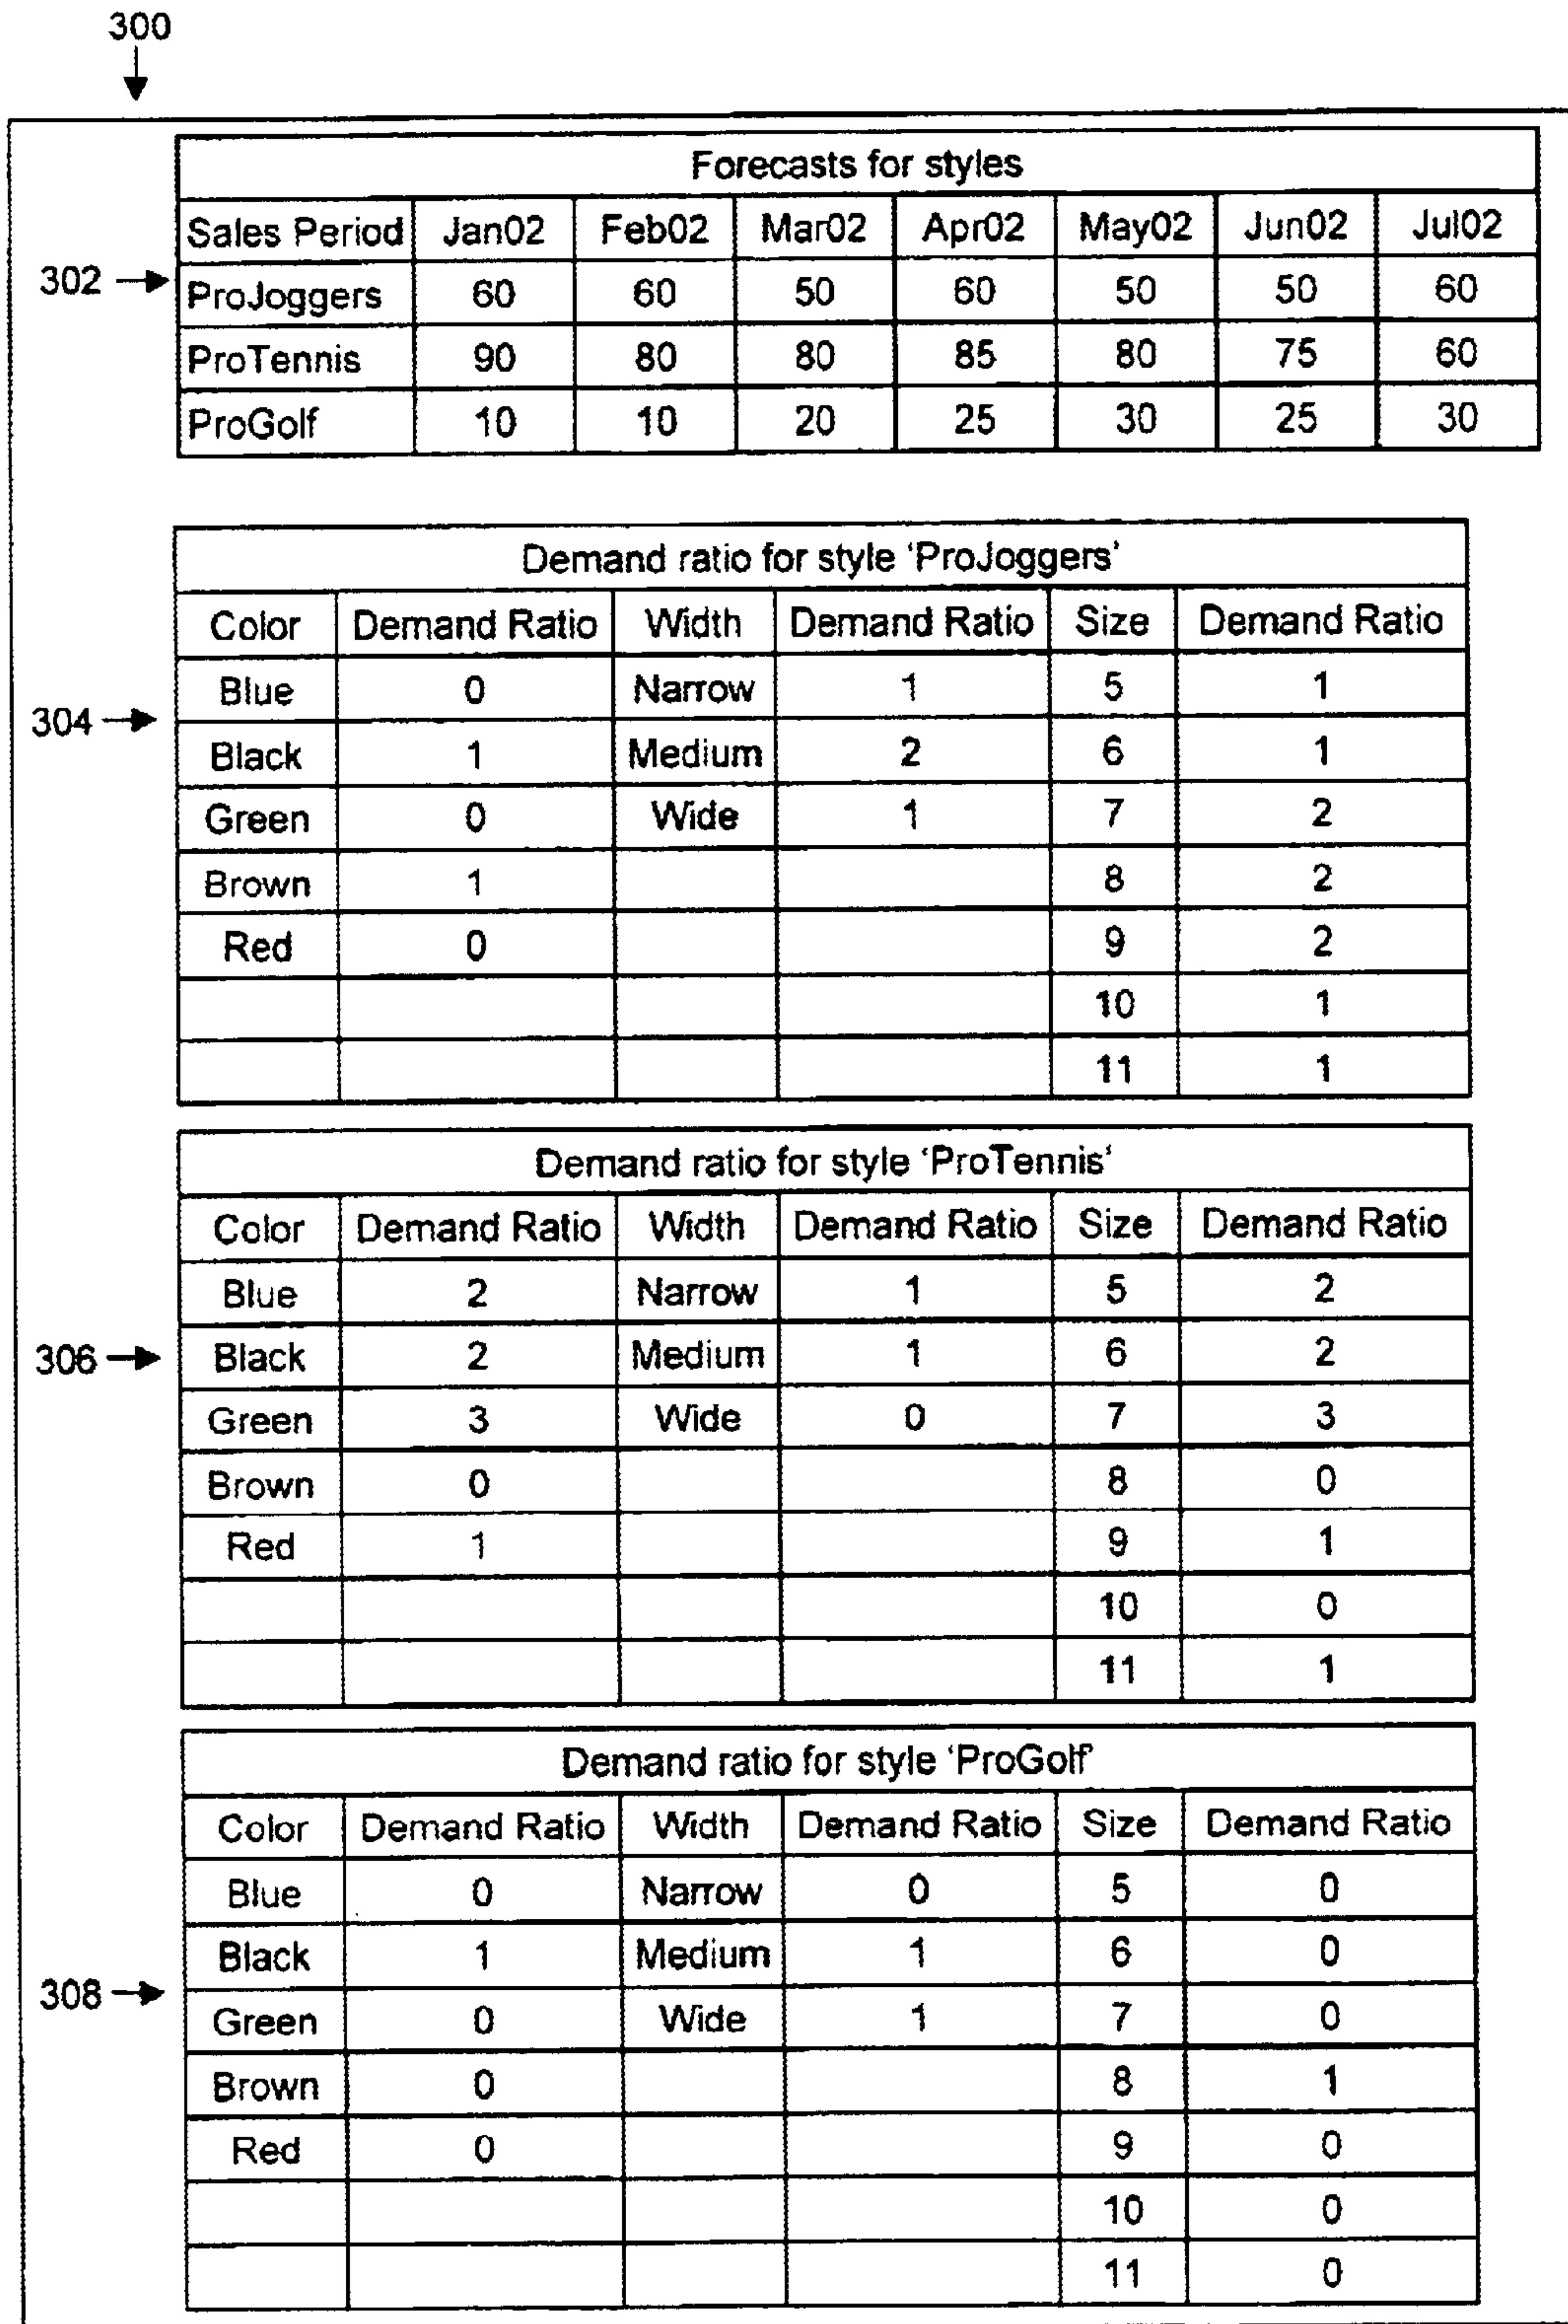 300
Forecasts for styles
Sales Period Jan02 Feb02 Mar02 Apr02 May02 Jun02 Jul02
302 ProJoggers 60 60 50 60 50 50 60
ProTennis 90 80 80 85 80 75 60
ProGolf 10 10 20 25 30 25 30
Demand ratio for style ‘ProJoggers’
Color Demand Ratio Width Demand Ratio Size Demand Ratio
Blue 0 Narrow 1 5 1
304
Black 1 Medium 2 6 1
Green 0 Wide 1 7 2
Brown 1 8 2
Red 0 9 2
10 1
11 1
Demand ratio for style ‘ProTennis’
Color Demand Ratio Width Demand Ratio Size Demand Ratio
Blue 2 Narrow 1 5 2
306 Black 2 Medium 1 6 2
Green 3 Wide 0 7 3
Brown 0 8 0
Red 1 9 1
10 0
11 1
Demand ratio for style ‘ProGolf’
Color Demand Ratio Width Demand Ratio Size Demand Ratio
Blue 0 Narrow 0 5 0
Black 1 Medium 1 6 0
308
Green 0 Wide 1 7 0
Brown 0 8 1
Red 0 9 0
10 0
11 0